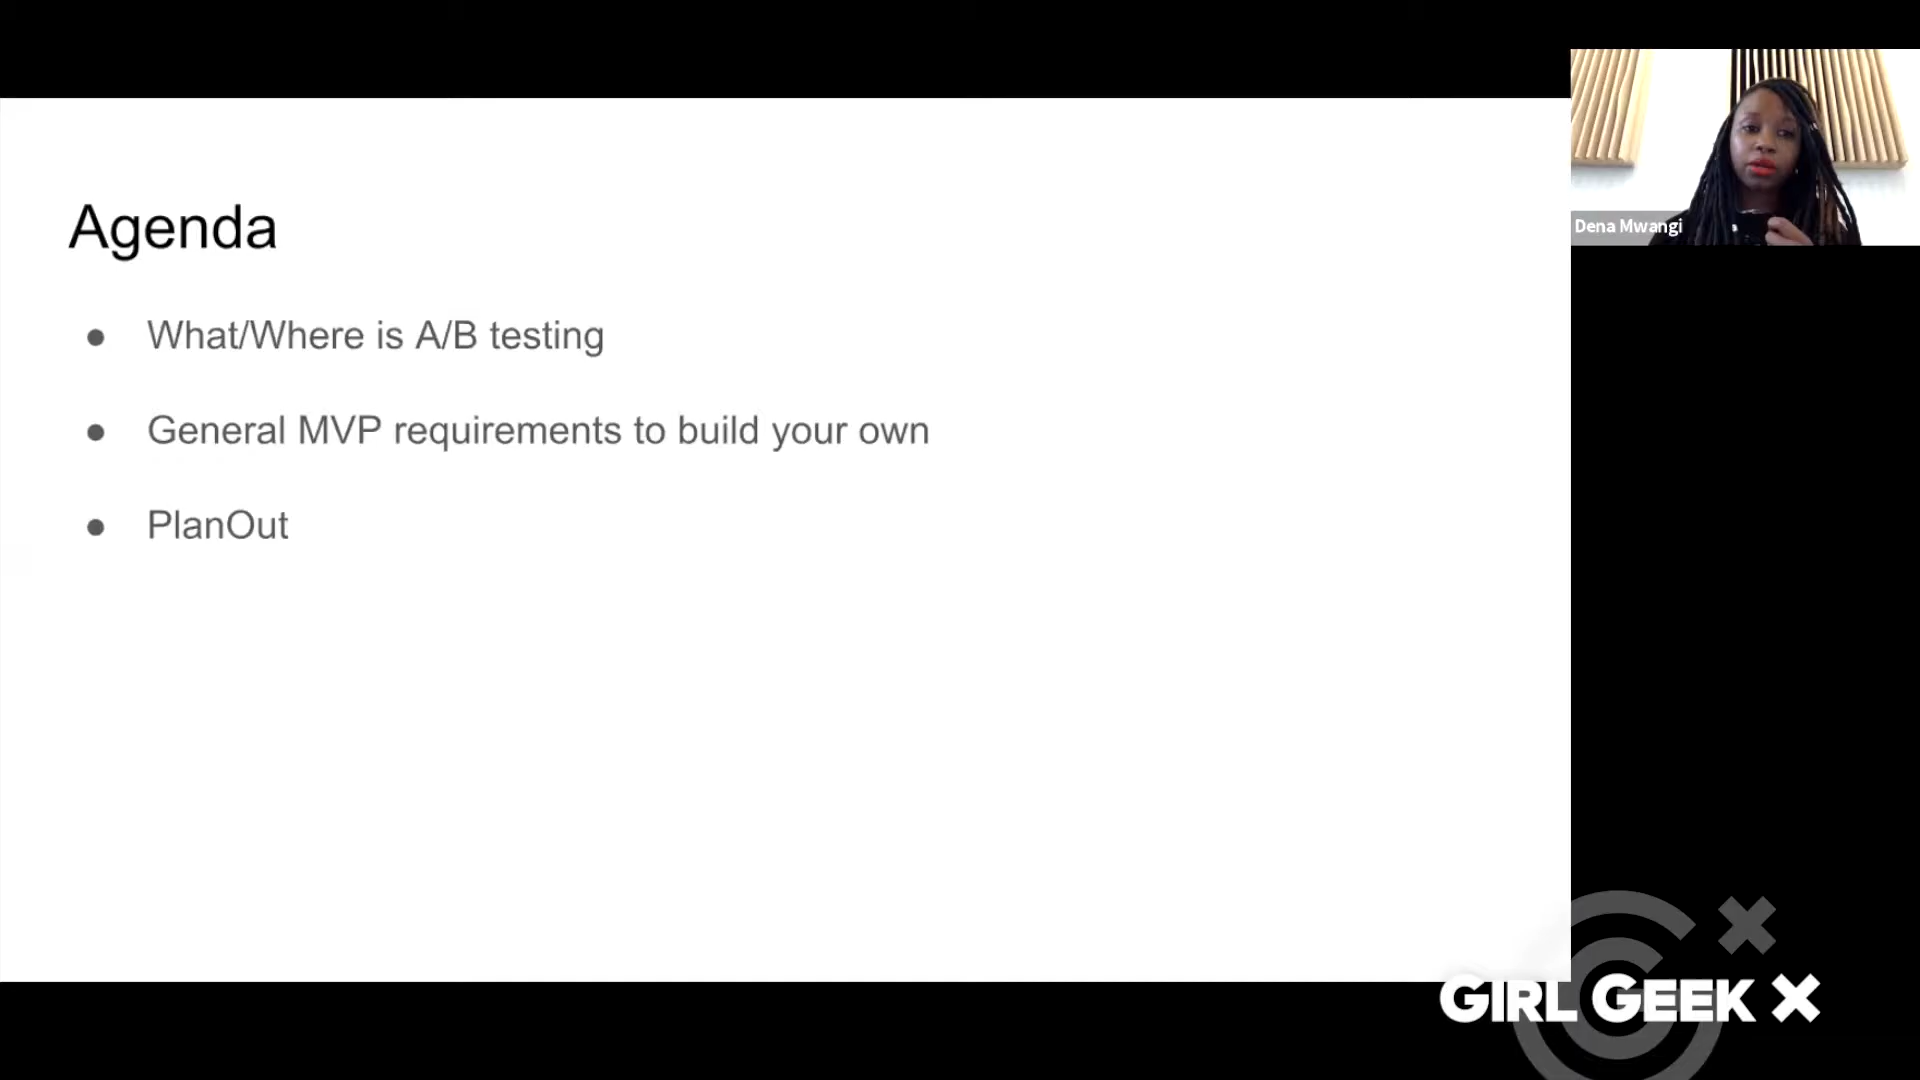 Agenda
● What/Where is A/B testing
● General MVP requirements to build your own
● PlanOut
Dena Mwangi
GIRL GEEK X